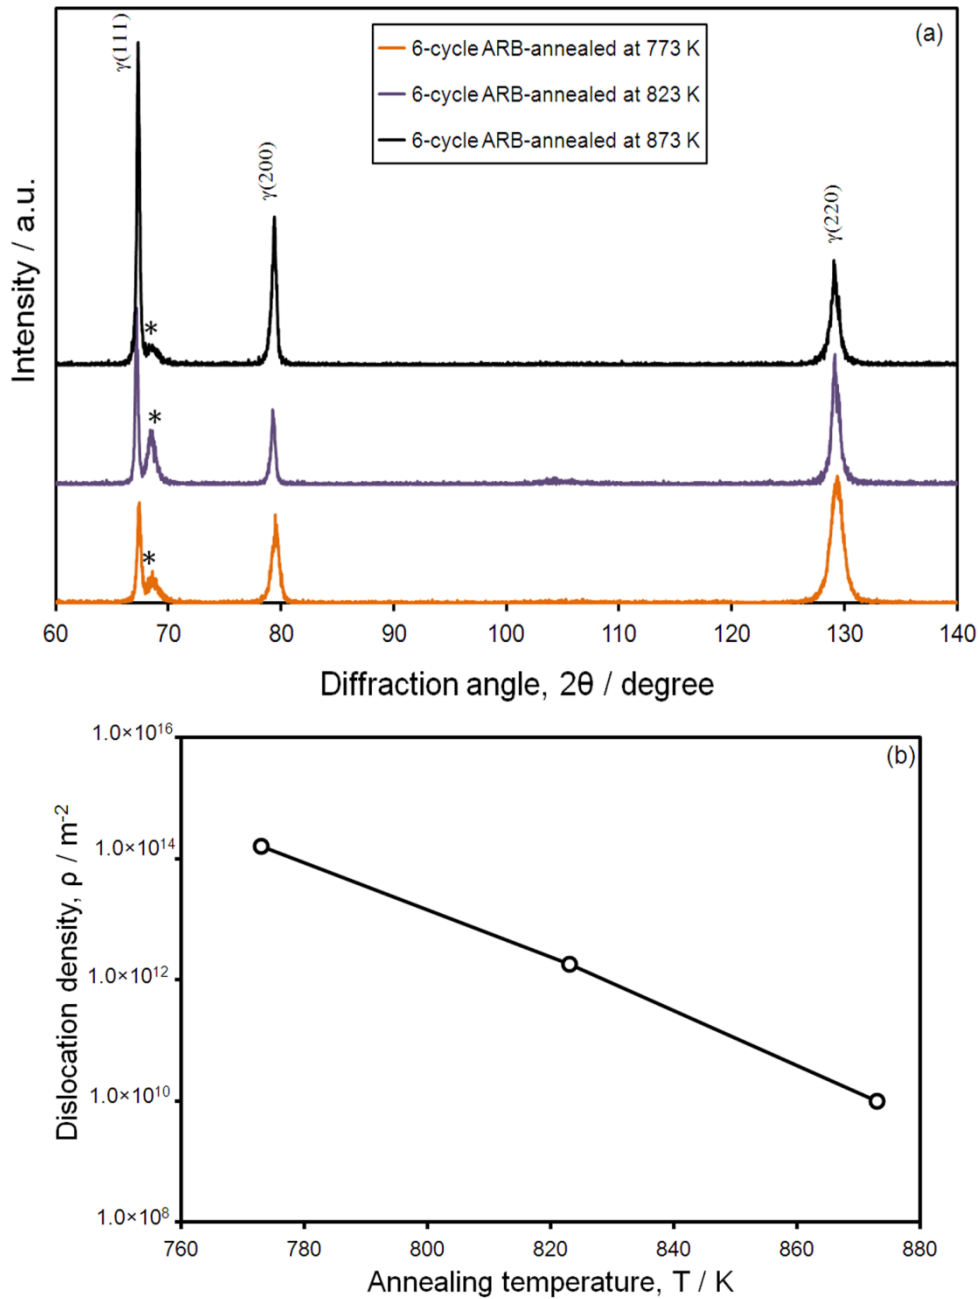 (a)
γ(111)
6-cycle ARB-annealed at 773 K
6-cycle ARB-annealed at 823 K
6-cycle ARB-annealed at 873 K
γ(200)
γ(220)
*
*
*
Intensity / a.u.
60 70 80 90 100 110 120 130 140
Diffraction angle, 2θ / degree
(b)
1.0×10¹⁶
1.0×10¹⁴
1.0×10¹²
1.0×10¹⁰
1.0×10⁸
Dislocation density, ρ / m⁻²
760 780 800 820 840 860 880
Annealing temperature, T / K